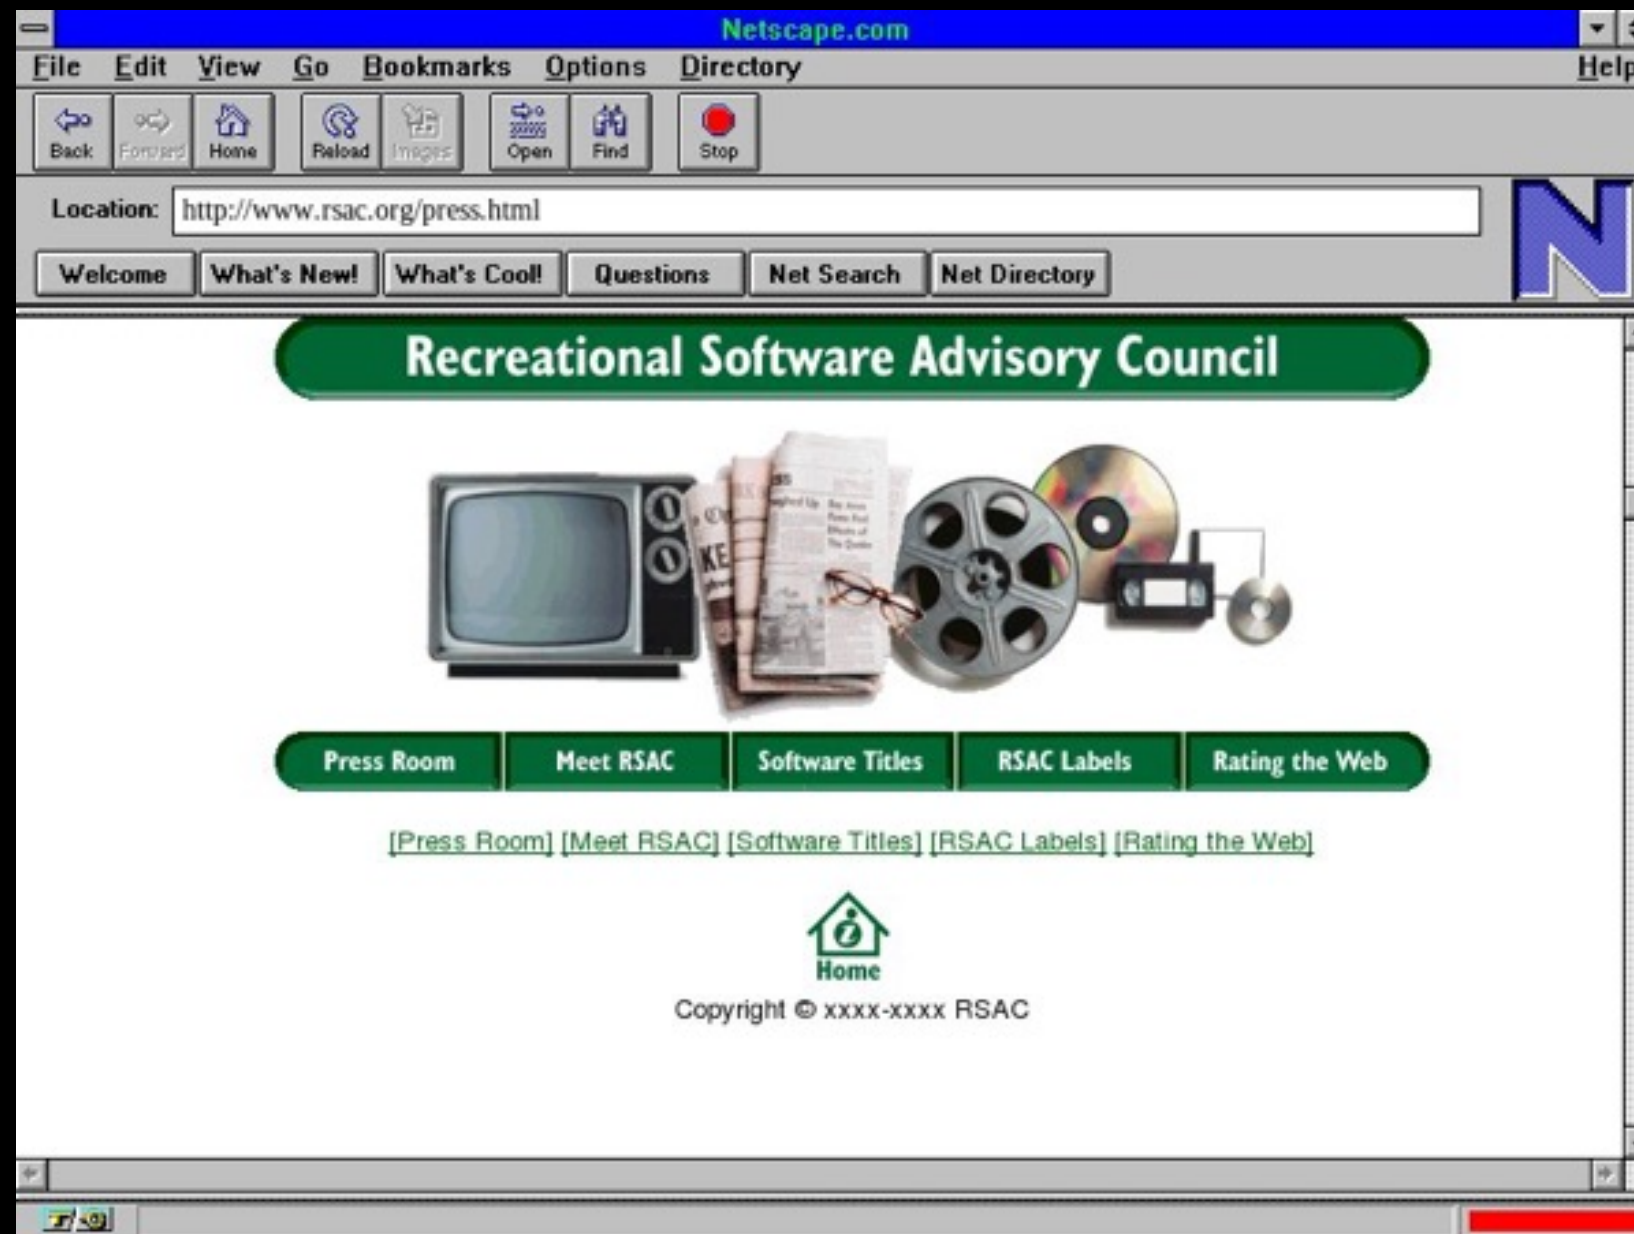 Netscape.com
File Edit View Go Bookmarks Options Directory Help
Back Forward Home Reload Images Open Find Stop
Location: http://www.rsac.org/press.html
N
Welcome What's New! What's Cool! Questions Net Search Net Directory
Recreational Software Advisory Council
KE
Press Room Meet RSAC Software Titles RSAC Labels Rating the Web
[Press Room] [Meet RSAC] [Software Titles] [RSAC Labels] [Rating the Web]
Home
Copyright © xxxx-xxxx RSAC